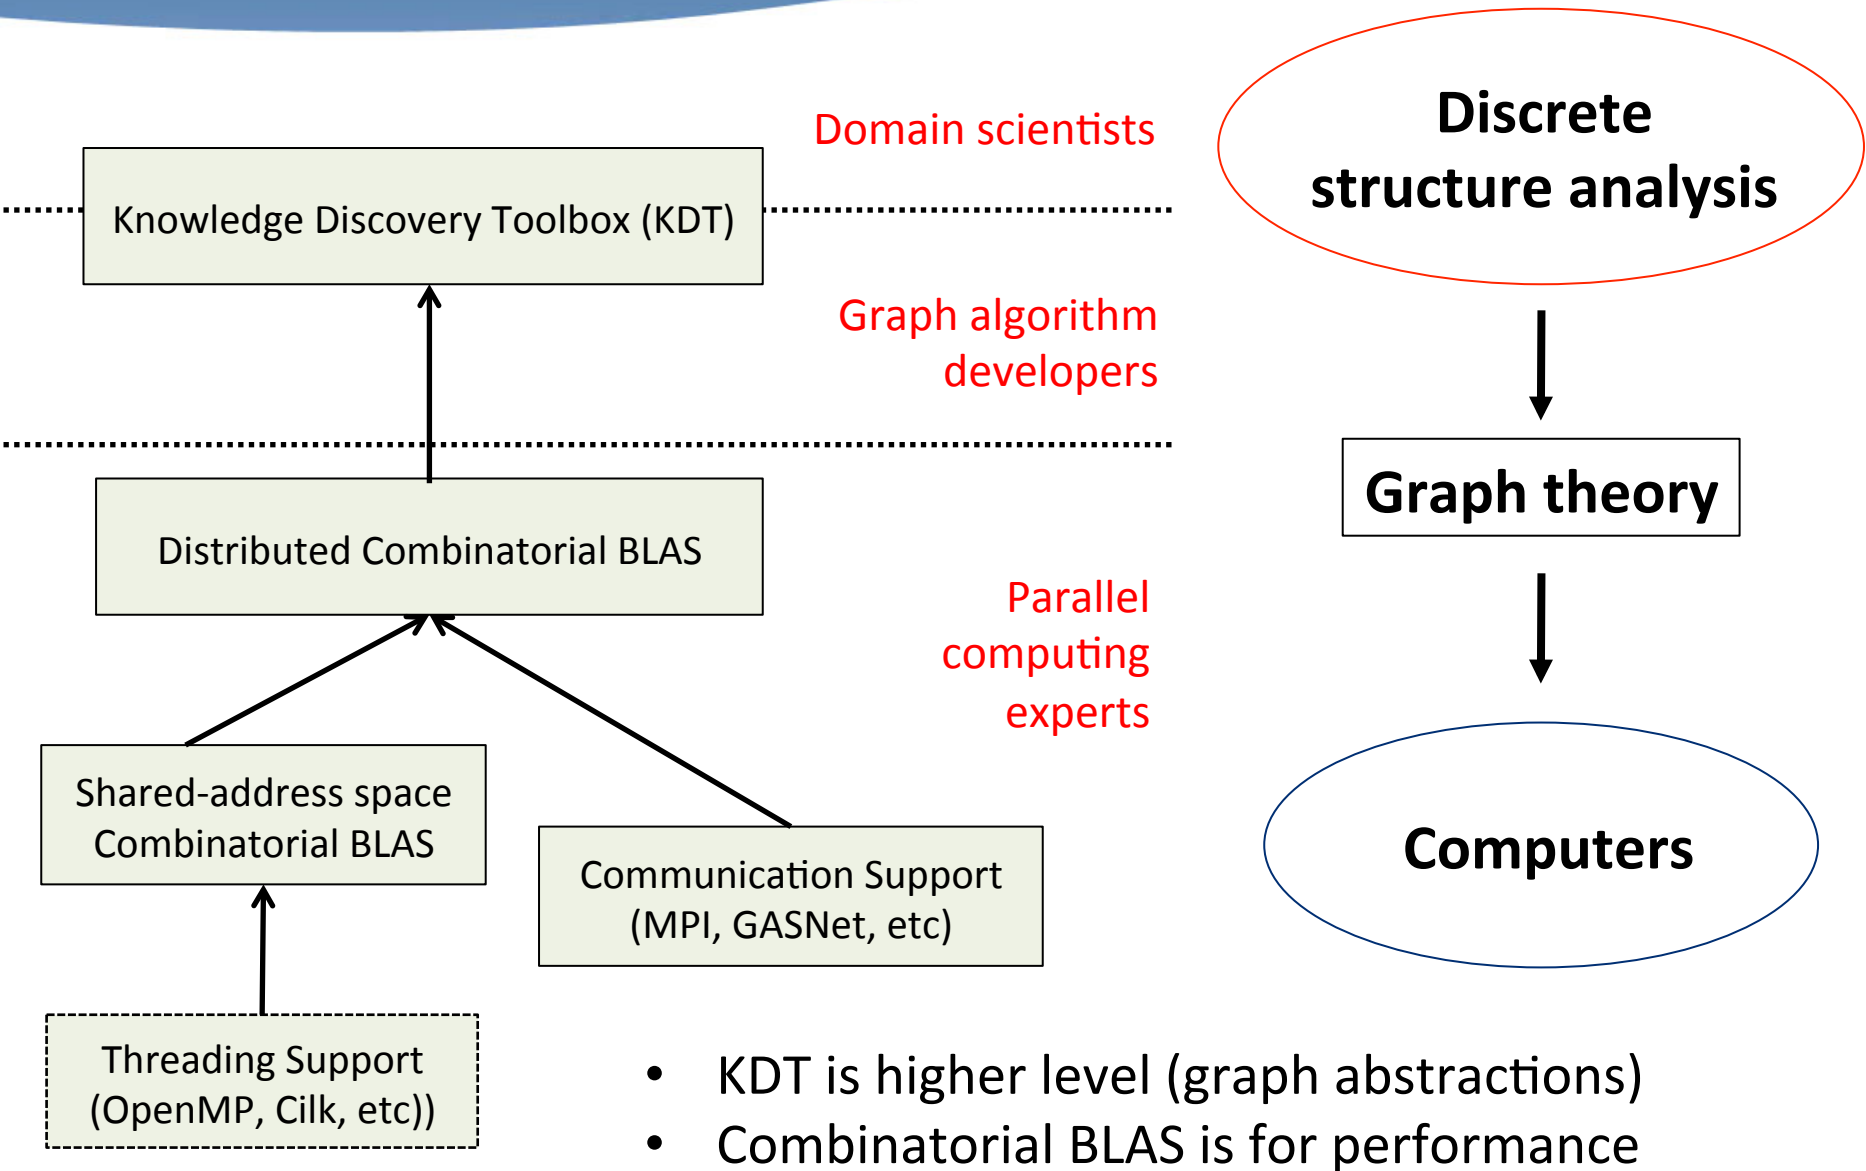 Domain scientists
Knowledge Discovery Toolbox (KDT)
Graph algorithm
developers
Distributed Combinatorial BLAS
Parallel
computing
experts
Shared-address space
Combinatorial BLAS
Communication Support
(MPI, GASNet, etc)
Threading Support
(OpenMP, Cilk, etc))
Discrete
structure analysis
Graph theory
Computers
• KDT is higher level (graph abstractions)
• Combinatorial BLAS is for performance